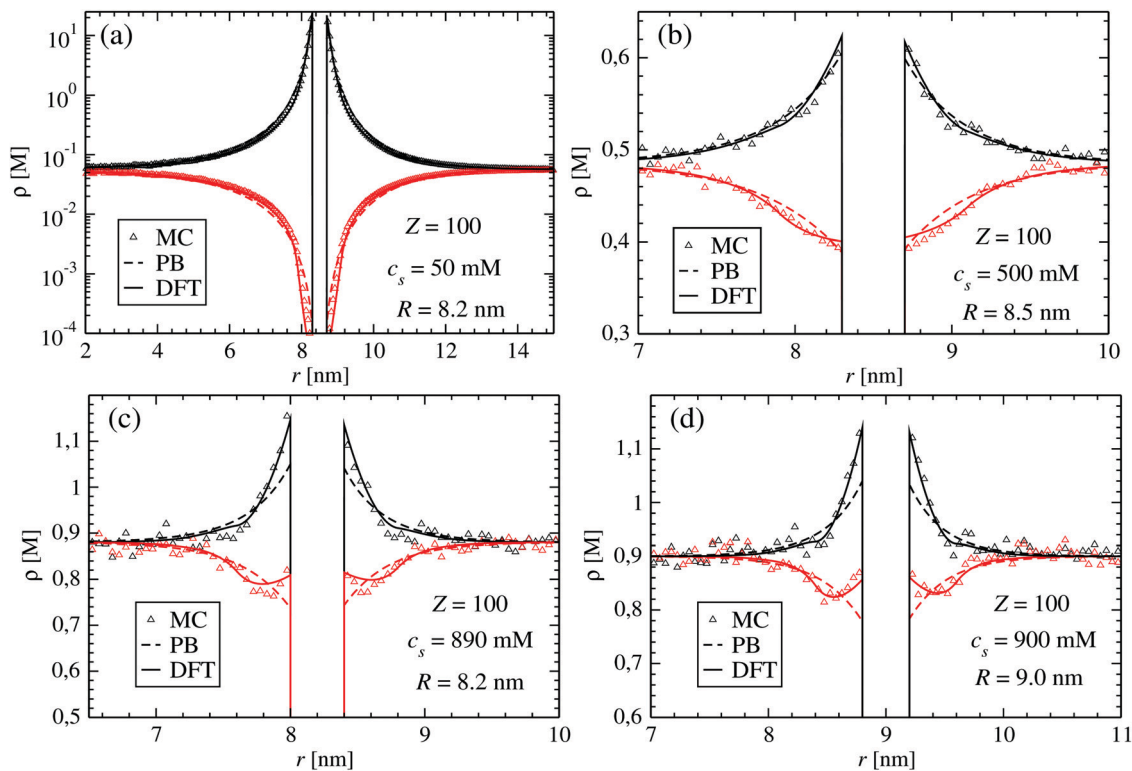 (a)
10¹
10⁰
10⁻¹
10⁻²
10⁻³
10⁻⁴
ρ [M]
MC
PB
DFT
Z = 100
cₛ = 50 mM
R = 8.2 nm
2 4 6 8 10 12 14
r [nm]
(b)
0,6
0,5
0,4
0,3
ρ [M]
MC
PB
DFT
Z = 100
cₛ = 500 mM
R = 8.5 nm
7 8 9 10
r [nm]
(c)
1,1
1
0,9
0,8
0,7
0,6
0,5
ρ [M]
MC
PB
DFT
Z = 100
cₛ = 890 mM
R = 8.2 nm
7 8 9 10
r [nm]
(d)
1,1
1
0,9
0,8
0,7
0,6
ρ [M]
MC
PB
DFT
Z = 100
cₛ = 900 mM
R = 9.0 nm
7 8 9 10 11
r [nm]